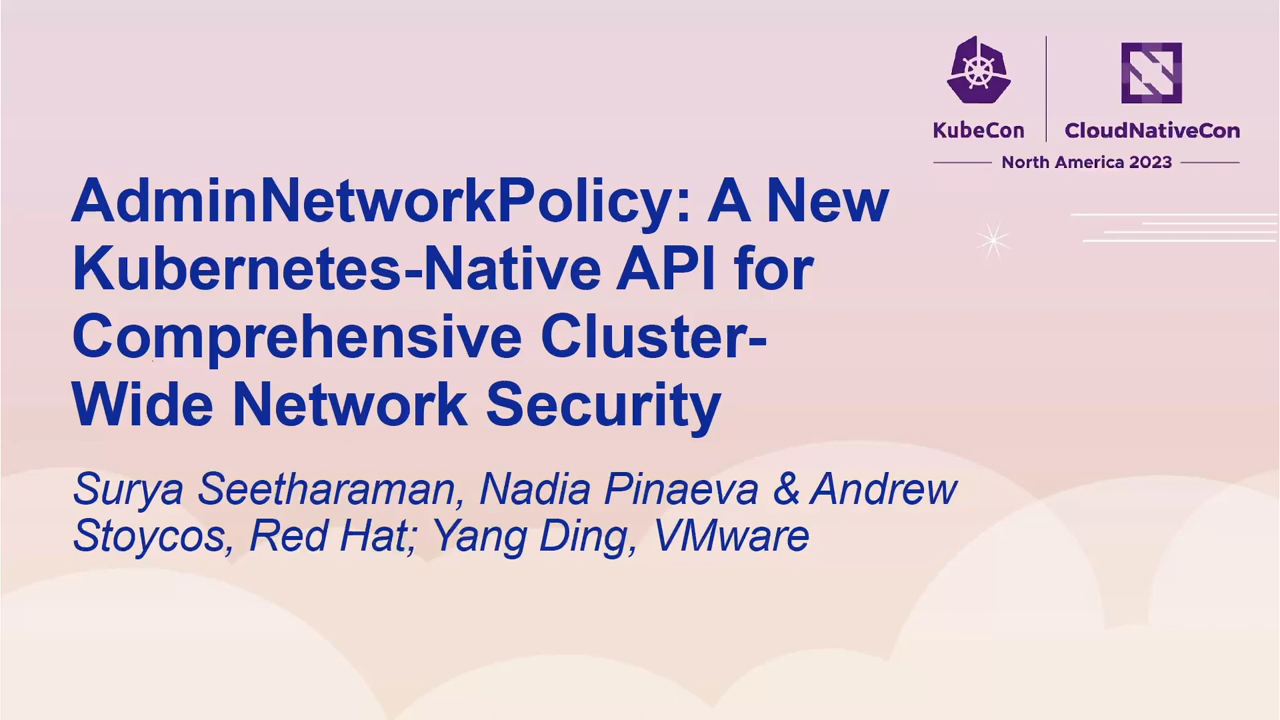 KubeCon
CloudNativeCon
North America 2023
AdminNetworkPolicy: A New
Kubernetes-Native API for
Comprehensive Cluster-
Wide Network Security
Surya Seetharaman, Nadia Pinaeva & Andrew
Stoycos, Red Hat; Yang Ding, VMware